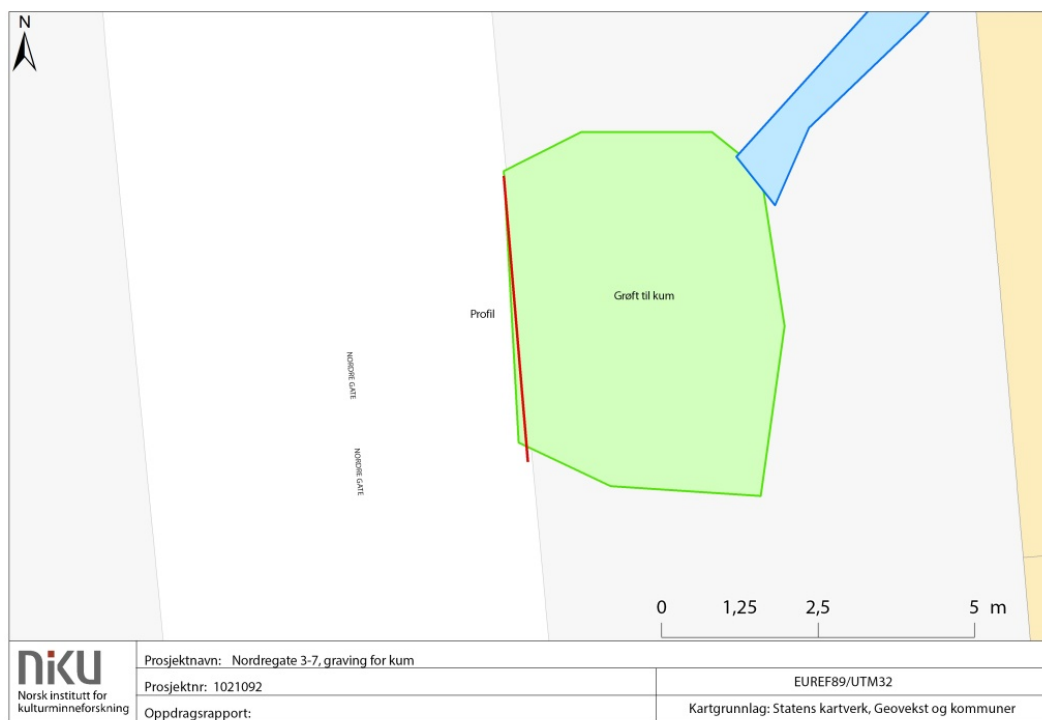 N
Grøft til kum
Profil
NORDRE GATE
NORDRE GATE
0 1,25 2,5 5 m
niku
Norsk institutt for
kulturminneforskning
Prosjektnavn: Nordregate 3-7, graving for kum
Prosjektnr: 1021092
Oppdragsrapport:
EUREF89/UTM32
Kartgrunnlag: Statens kartverk, Geovekst og kommuner